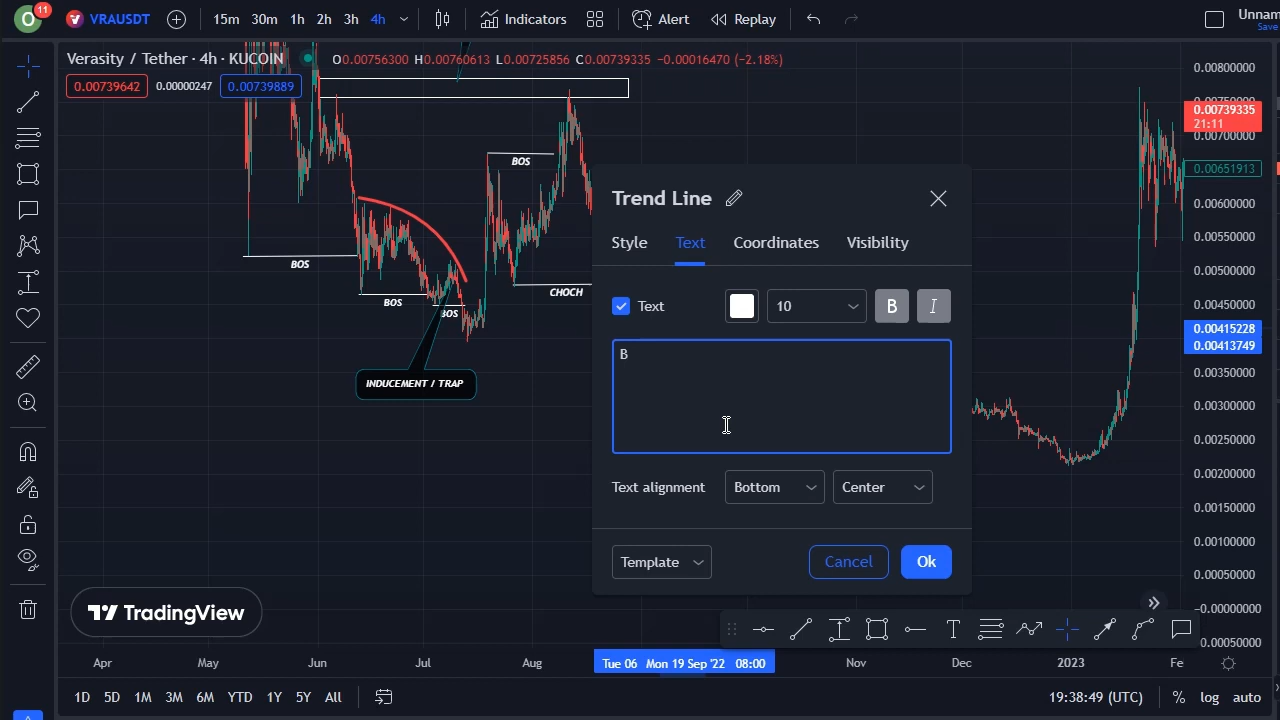 O
11
VRAUSDT
15m 30m 1h 2h 3h 4h
Indicators
Alert
Replay
Unnam
Save
Verasity / Tether · 4h · KUCOIN
O0.00756300 H0.00760613 L0.00725856 C0.00739335 −0.00016470 (−2.18%)
0.00739642
0.00000247
0.00739889
BOS
BOS
BOS
BOS
CHOCH
INDUCEMENT / TRAP
Trend Line
Style
Text
Coordinates
Visibility
Text
10
B
I
B
Text alignment
Bottom
Center
Template
Cancel
Ok
0.00800000
0.00739335
21:11
0.00700000
0.00651913
0.00600000
0.00550000
0.00500000
0.00450000
0.00415228
0.00413749
0.00350000
0.00300000
0.00250000
0.00200000
0.00150000
0.00100000
0.00050000
−0.00000000
0.00050000
TradingView
Apr
May
Jun
Jul
Aug
Tue 06
Mon 19 Sep '22
08:00
Nov
Dec
2023
Fe
1D 5D 1M 3M 6M YTD 1Y 5Y All
19:38:49 (UTC)
%
log
auto